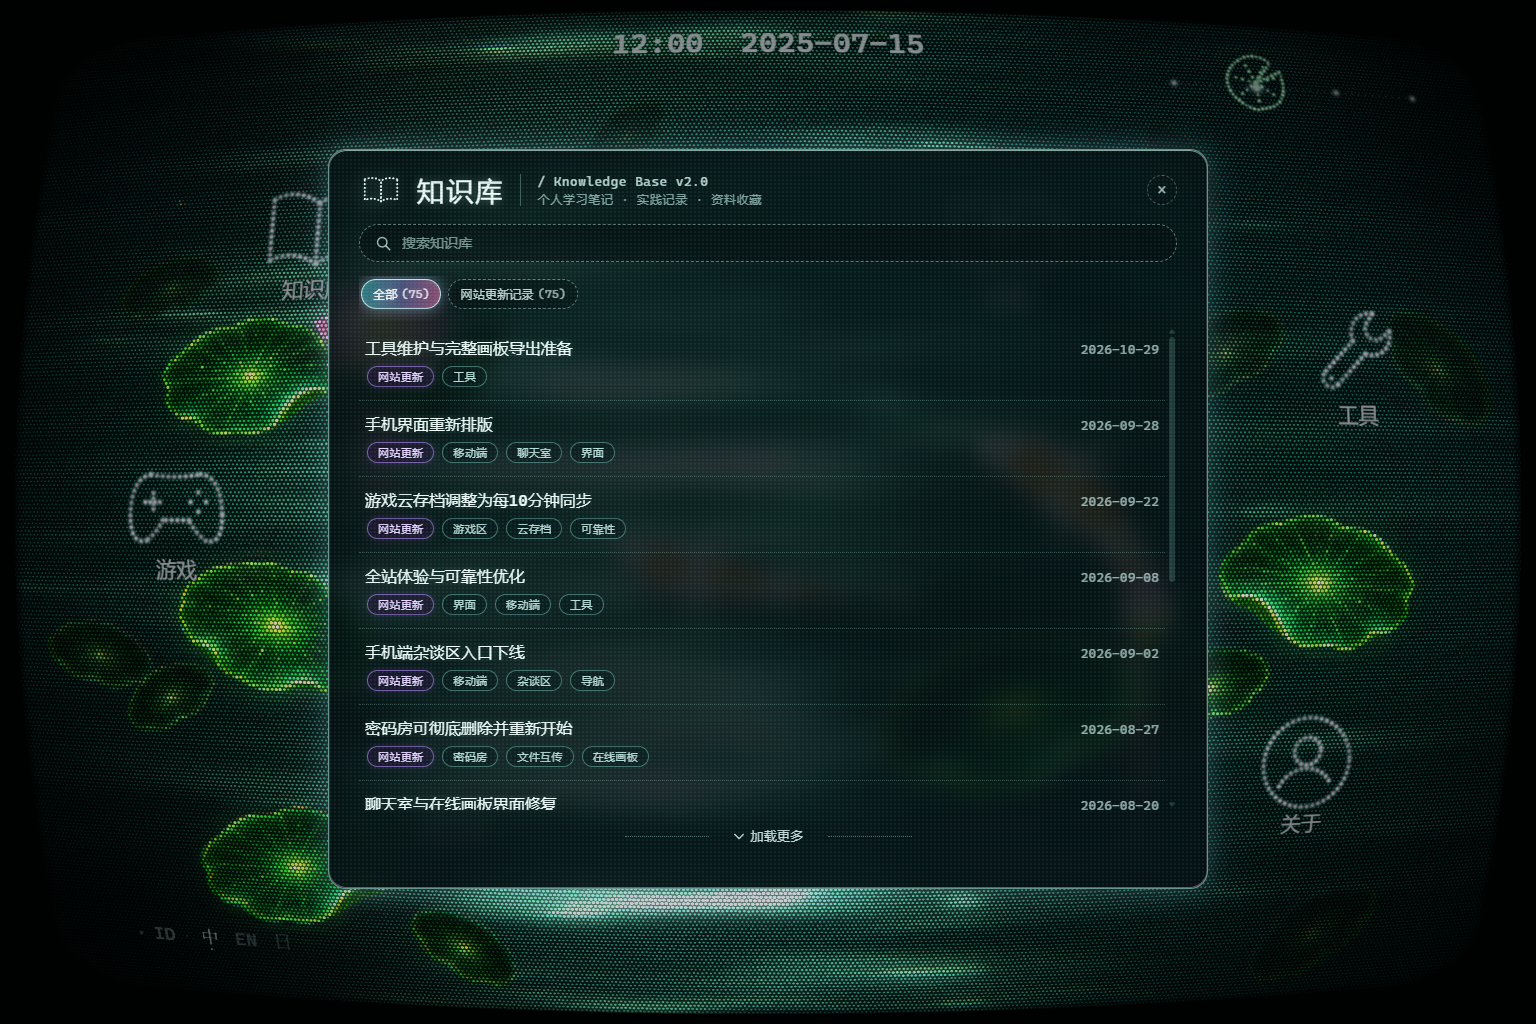 12:00 2025-07-15
知识库
/ Knowledge Base v2.0
个人学习笔记 · 实践记录 · 资料收藏
×
搜索知识库
全部 (75) 网站更新记录 (75)
工具维护与完整画板导出准备 2026-10-29
网站更新 工具
手机界面重新排版 2026-09-28
网站更新 移动端 聊天室 界面
游戏云存档调整为每10分钟同步 2026-09-22
网站更新 游戏区 云存档 可靠性
全站体验与可靠性优化 2026-09-08
网站更新 界面 移动端 工具
手机端杂谈区入口下线 2026-09-02
网站更新 移动端 杂谈区 导航
密码房可彻底删除并重新开始 2026-08-27
网站更新 密码房 文件互传 在线画板
聊天室与在线画板界面修复 2026-08-20
加载更多
知识
游戏
工具
关于
· ID 中 EN 日